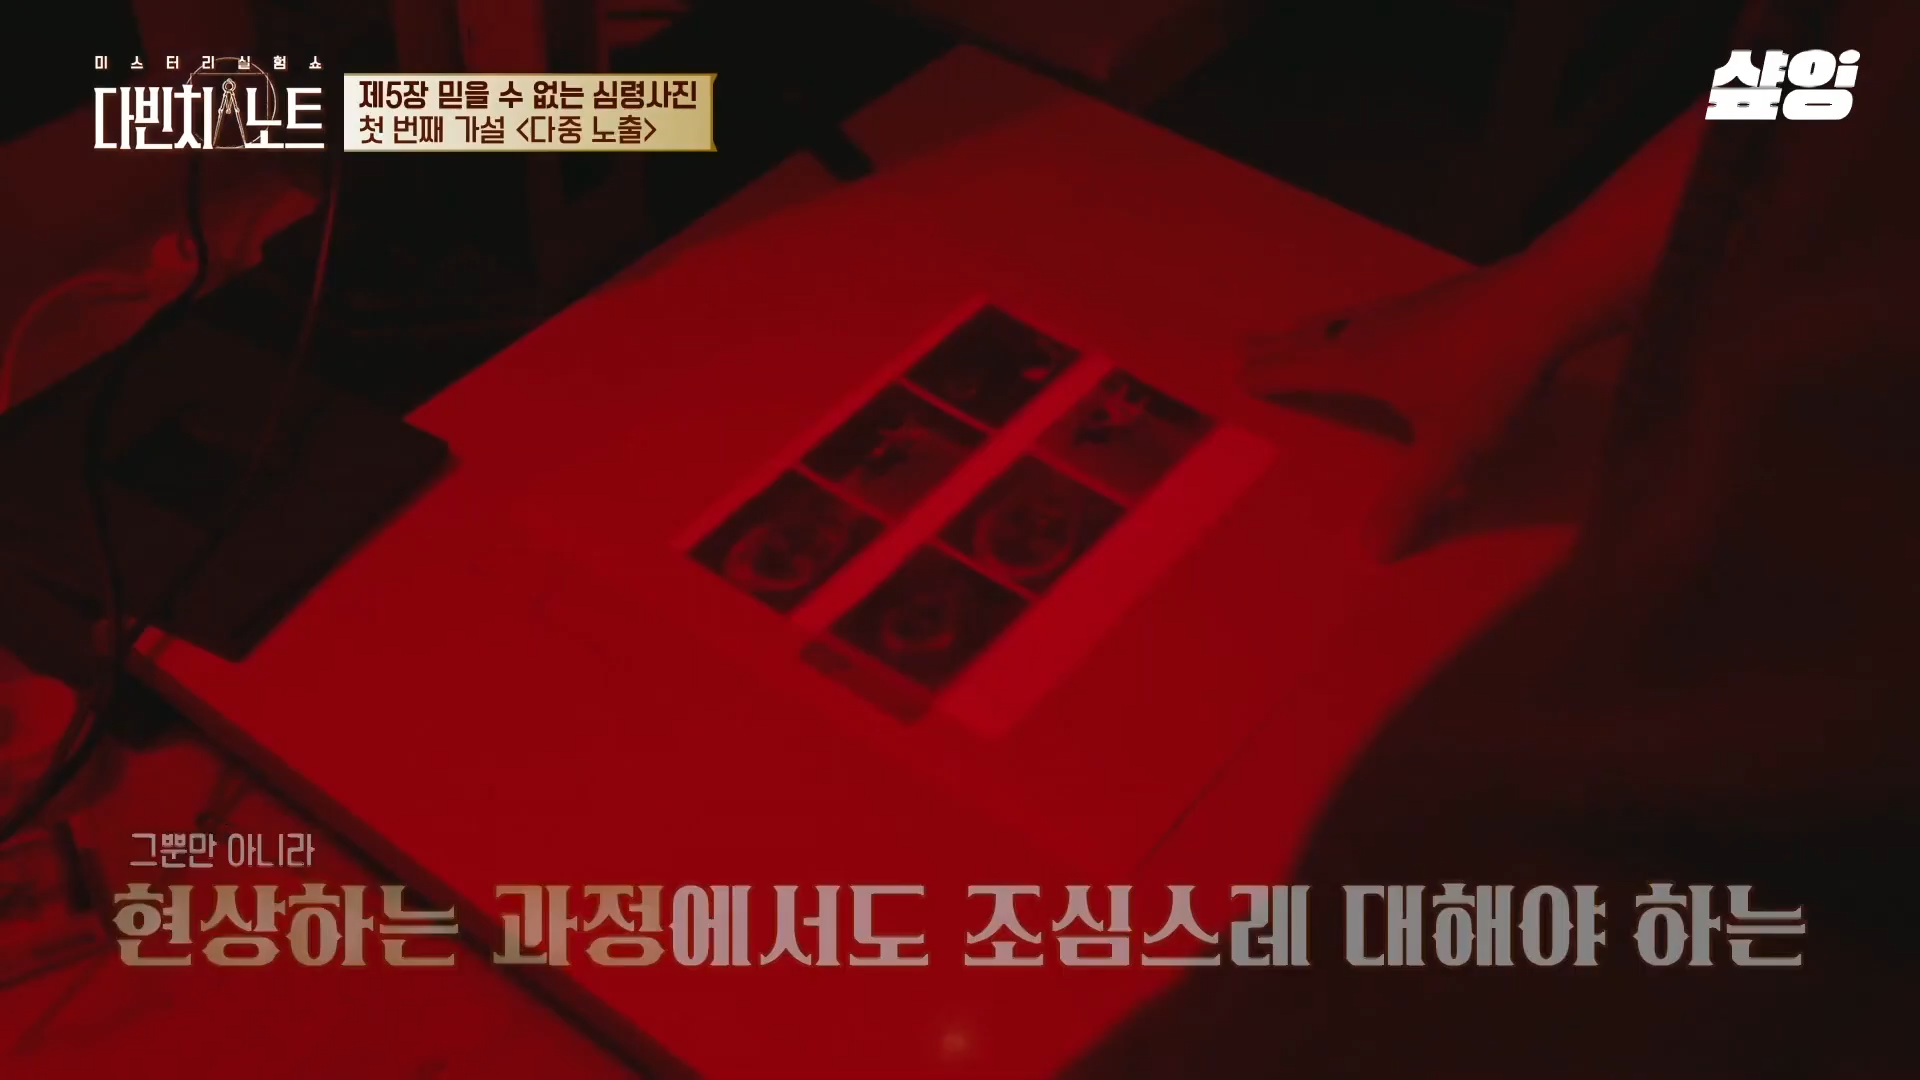 미스터리 실험쇼
다빈치노트
제5장 믿을 수 없는 심령사진
첫 번째 가설 <다중 노출>
샾잉
그뿐만 아니라
현상하는 과정에서도 조심스레 대해야 하는